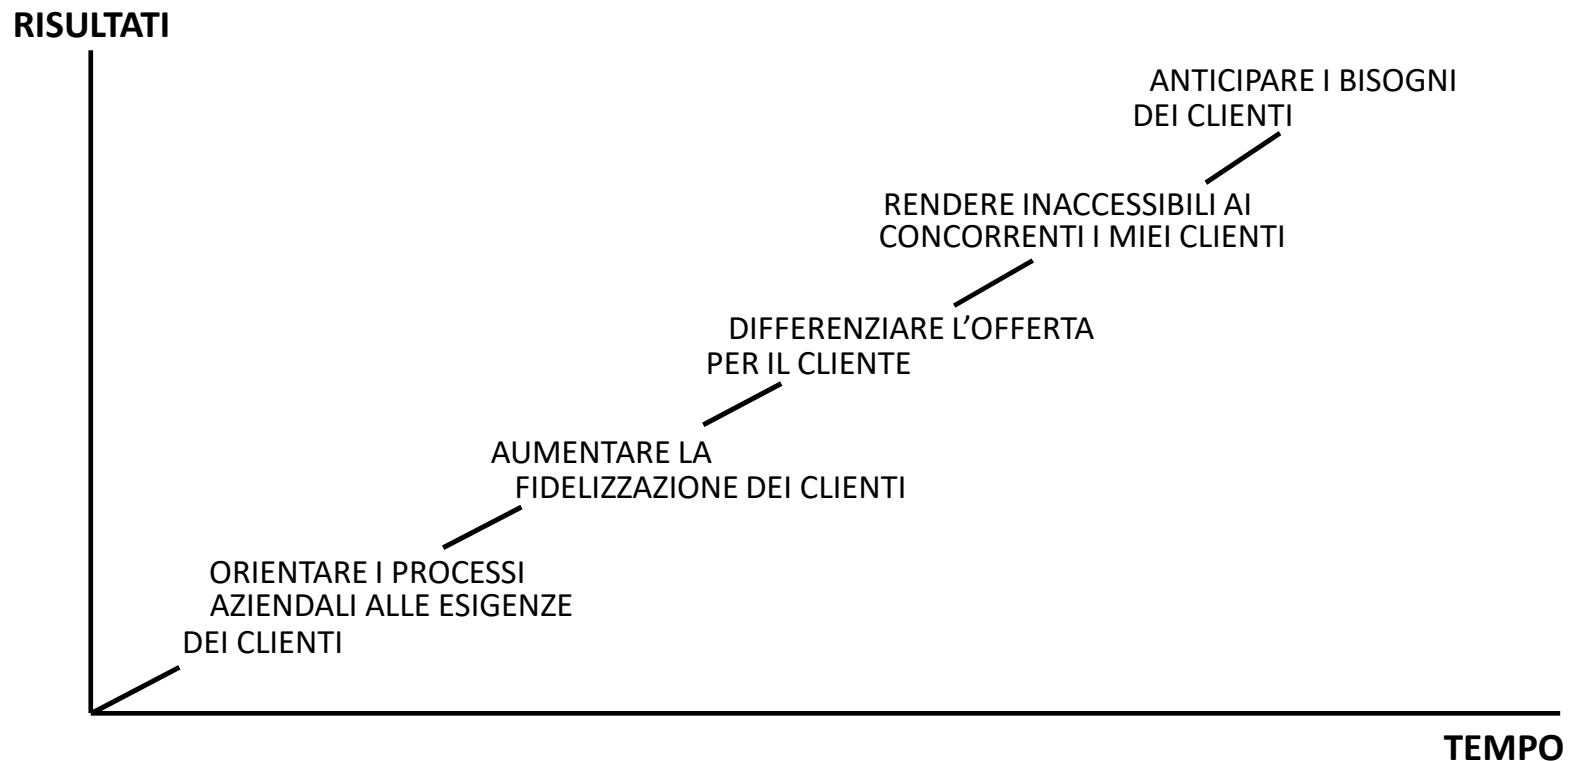 RISULTATI
ANTICIPARE I BISOGNI
DEI CLIENTI
RENDERE INACCESSIBILI AI
CONCORRENTI I MIEI CLIENTI
DIFFERENZIARE L’OFFERTA
PER IL CLIENTE
AUMENTARE LA
FIDELIZZAZIONE DEI CLIENTI
ORIENTARE I PROCESSI
AZIENDALI ALLE ESIGENZE
DEI CLIENTI
TEMPO